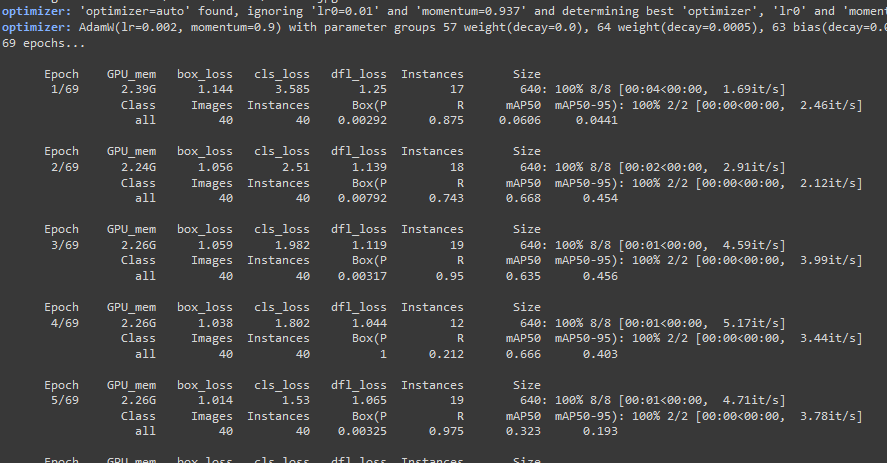 optimizer: 'optimizer=auto' found, ignoring 'lr0=0.01' and 'momentum=0.937' and determining best 'optimizer', 'lr0' and 'momen
optimizer: AdamW(lr=0.002, momentum=0.9) with parameter groups 57 weight(decay=0.0), 64 weight(decay=0.0005), 63 bias(decay=0.0
69 epochs...
Epoch GPU_mem box_loss cls_loss dfl_loss Instances Size
1/69 2.39G 1.144 3.585 1.25 17 640: 100% 8/8 [00:04<00:00, 1.69it/s]
Class Images Instances Box(P R mAP50 mAP50-95): 100% 2/2 [00:00<00:00, 2.46it/s]
all 40 40 0.00292 0.875 0.0606 0.0441
Epoch GPU_mem box_loss cls_loss dfl_loss Instances Size
2/69 2.24G 1.056 2.51 1.139 18 640: 100% 8/8 [00:02<00:00, 2.91it/s]
Class Images Instances Box(P R mAP50 mAP50-95): 100% 2/2 [00:00<00:00, 2.12it/s]
all 40 40 0.00792 0.743 0.668 0.454
Epoch GPU_mem box_loss cls_loss dfl_loss Instances Size
3/69 2.26G 1.059 1.982 1.119 19 640: 100% 8/8 [00:01<00:00, 4.59it/s]
Class Images Instances Box(P R mAP50 mAP50-95): 100% 2/2 [00:00<00:00, 3.99it/s]
all 40 40 0.00317 0.95 0.635 0.456
Epoch GPU_mem box_loss cls_loss dfl_loss Instances Size
4/69 2.26G 1.038 1.802 1.044 12 640: 100% 8/8 [00:01<00:00, 5.17it/s]
Class Images Instances Box(P R mAP50 mAP50-95): 100% 2/2 [00:00<00:00, 3.44it/s]
all 40 40 1 0.212 0.666 0.403
Epoch GPU_mem box_loss cls_loss dfl_loss Instances Size
5/69 2.26G 1.014 1.53 1.065 19 640: 100% 8/8 [00:01<00:00, 4.71it/s]
Class Images Instances Box(P R mAP50 mAP50-95): 100% 2/2 [00:00<00:00, 3.78it/s]
all 40 40 0.00325 0.975 0.323 0.193
Epoch GPU_mem box_loss cls_loss dfl_loss Instances Size